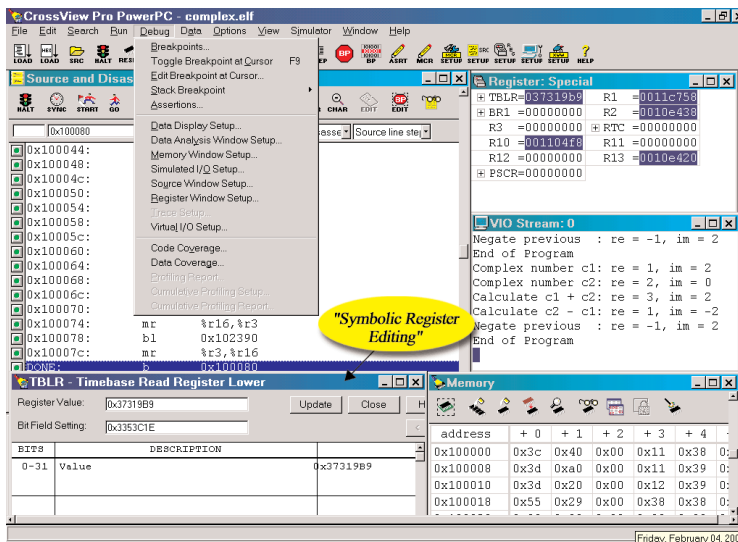 CrossView Pro PowerPC - complex.elf
File Edit Search Run Debug Data Options View Simulator Window Help
LOAD LOAD SRC HALT BP BP ASRT MCR SETUP SETUP SETUP SETUP HELP
Breakpoints...
Toggle Breakpoint at Cursor F9
Edit Breakpoint at Cursor...
Stack Breakpoint
Assertions...
Data Display Setup...
Data Analysis Window Setup...
Memory Window Setup...
Simulated I/O Setup...
Source Window Setup...
Register Window Setup...
Trace Setup...
Virtual I/O Setup...
Code Coverage...
Data Coverage...
Profiling Report...
Cumulative Profiling Setup...
Cumulative Profiling Report
Source and Disas
HALT SYNC START GO CHAR EDIT EDIT
0x100080 Source line step
0x100044:
0x100048:
0x10004c:
0x100050:
0x100054:
0x100058:
0x10005c:
0x100060:
0x100064:
0x100068:
0x10006c:
0x100070:
0x100074: mr %r16,%r3
0x100078: bl 0x102390
0x10007c: mr %r3,%r16
DONE: b 0x100080
"Symbolic Register
Editing"
Register: Special
TBLR=037319b9 R1 =0011c758
BR1 =00000000 R2 =0010e438
R3 =00000000 RTC =00000000
R10 =001104f8 R11 =00000000
R12 =00000000 R13 =0010e420
PSCR=00000000
VIO Stream: 0
Negate previous : re = -1, im = 2
End of Program
Complex number c1: re = 1, im = 2
Complex number c2: re = 2, im = 0
Calculate c1 + c2: re = 3, im = 2
Calculate c2 - c1: re = 1, im = -2
Negate previous : re = -1, im = 2
End of Program
TBLR - Timebase Read Register Lower
Register Value: 0x37319B9 Update Close H
Bit Field Setting: 0x3353C1E
BITS DESCRIPTION
0-31 Value 0x37319B9
Memory
address + 0 + 1 + 2 + 3 + 4
0x100000 0x3c 0x40 0x00 0x11 0x38
0x100008 0x3d 0xa0 0x00 0x11 0x39
0x100010 0x3d 0x20 0x00 0x12 0x39
0x100018 0x55 0x29 0x00 0x38 0x38
Friday, February 04, 200